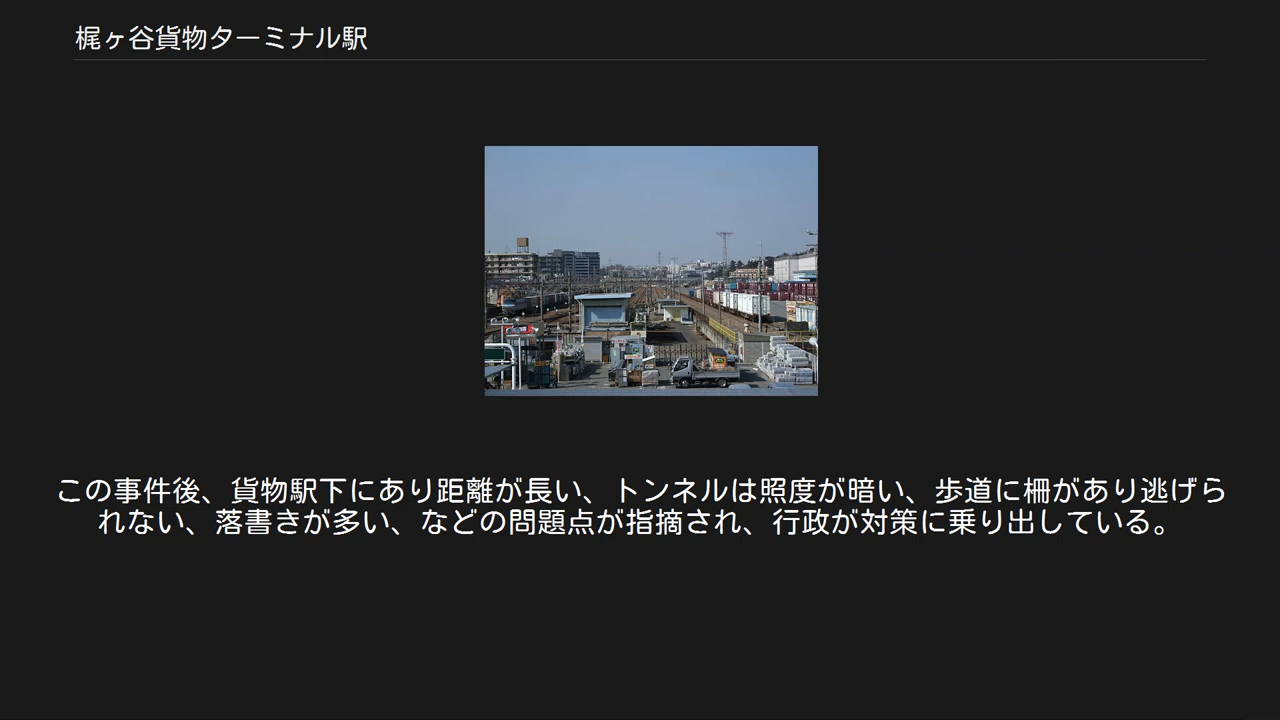 梶ヶ谷貨物ターミナル駅
この事件後、貨物駅下にあり距離が長い、トンネルは照度が暗い、歩道に柵があり逃げら
れない、落書きが多い、などの問題点が指摘され、行政が対策に乗り出している。